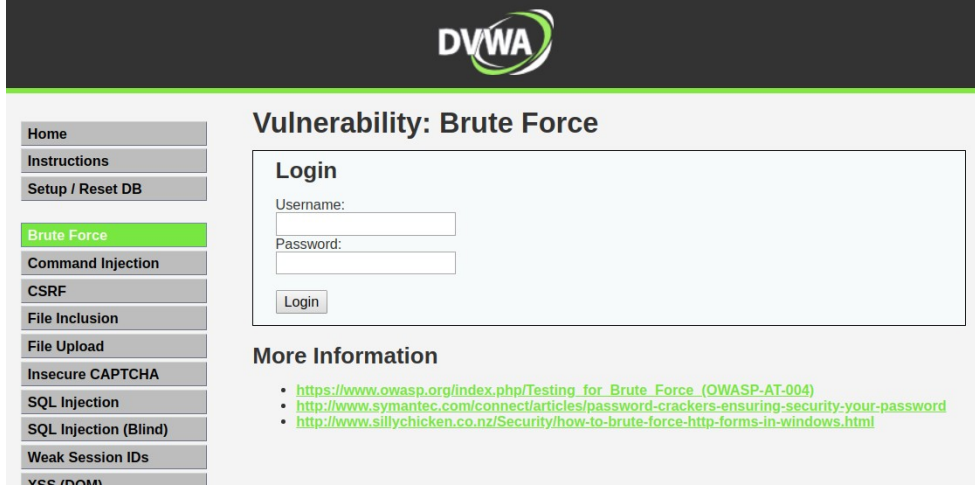 DVWA
Home
Instructions
Setup / Reset DB
Brute Force
Command Injection
CSRF
File Inclusion
File Upload
Insecure CAPTCHA
SQL Injection
SQL Injection (Blind)
Weak Session IDs
XSS (DOM)
Vulnerability: Brute Force
Login
Username:
Password:
Login
More Information
https://www.owasp.org/index.php/Testing_for_Brute_Force_(OWASP-AT-004)
http://www.symantec.com/connect/articles/password-crackers-ensuring-security-your-password
http://www.sillychicken.co.nz/Security/how-to-brute-force-http-forms-in-windows.html